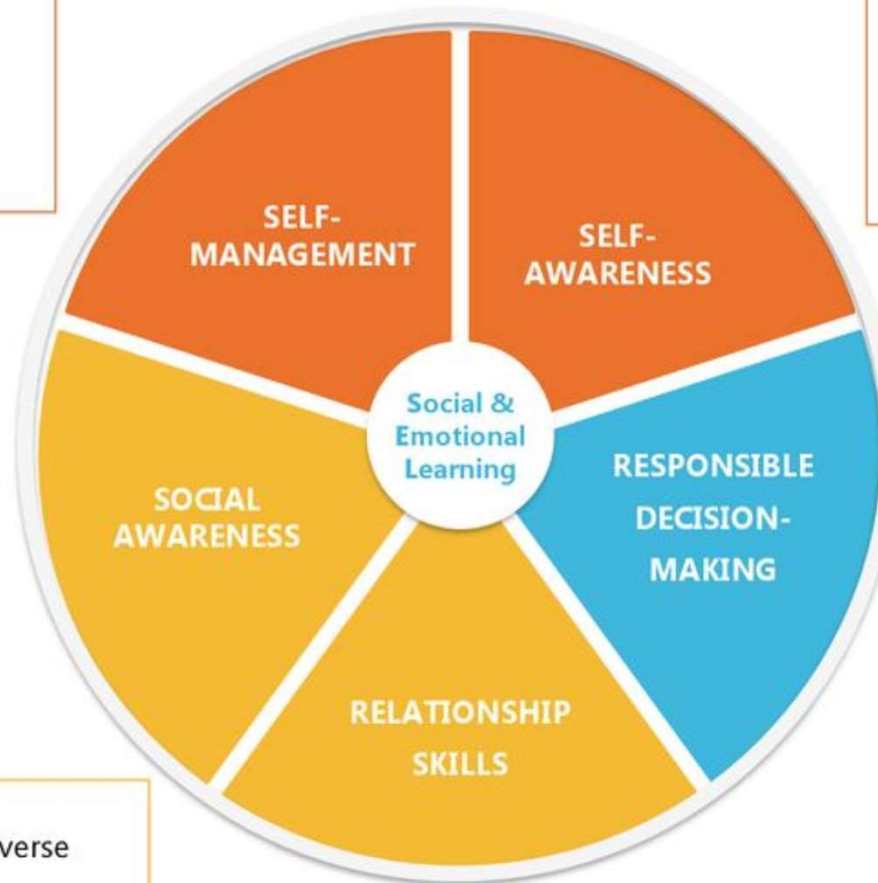 SELF-
MANAGEMENT
SELF-
AWARENESS
Social &
Emotional
Learning
RESPONSIBLE
DECISION-
MAKING
SOCIAL
AWARENESS
RELATIONSHIP
SKILLS
verse